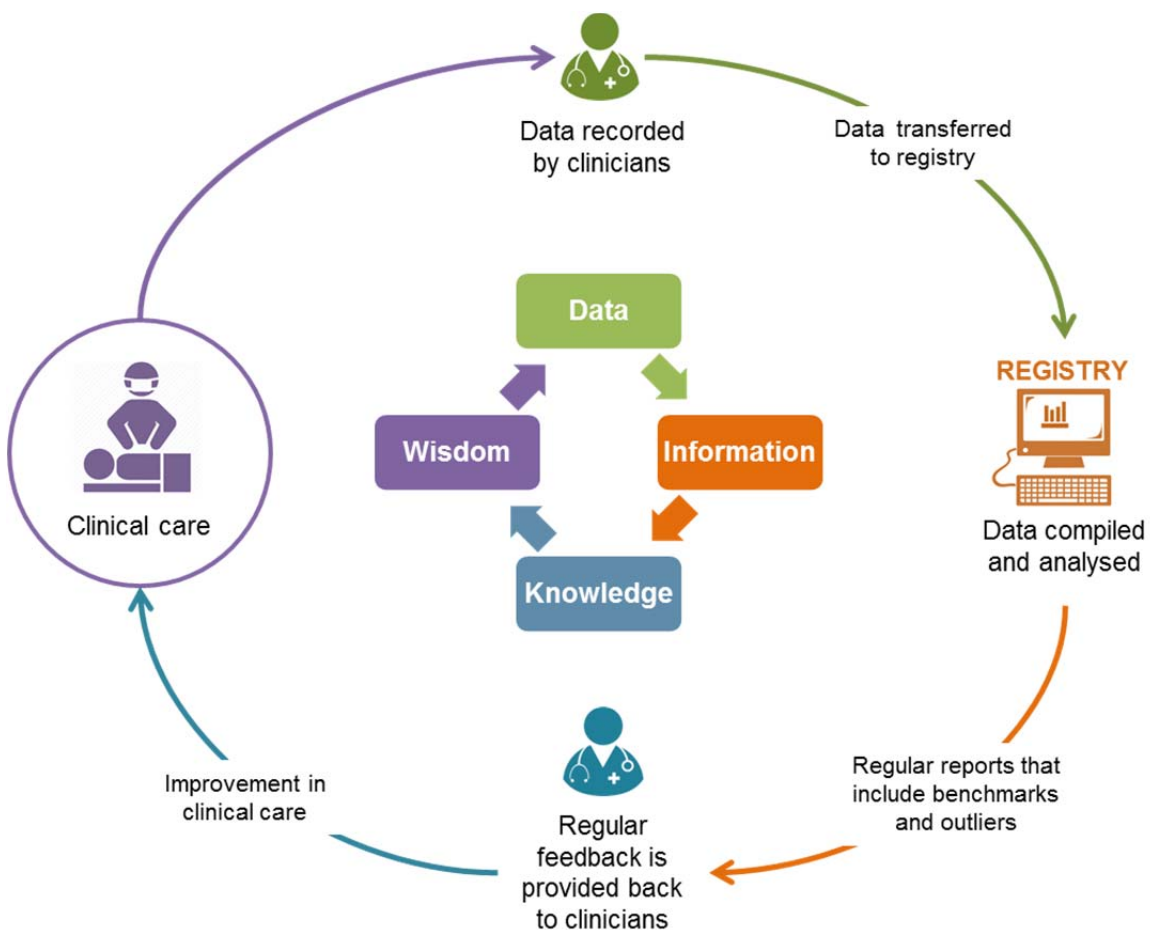 Data recorded
by clinicians
Data transferred
to registry
Data
REGISTRY
Wisdom
Information
Clinical care
Data compiled
and analysed
Knowledge
Improvement in
clinical care
Regular
feedback is
provided back
to clinicians
Regular reports that
include benchmarks
and outliers